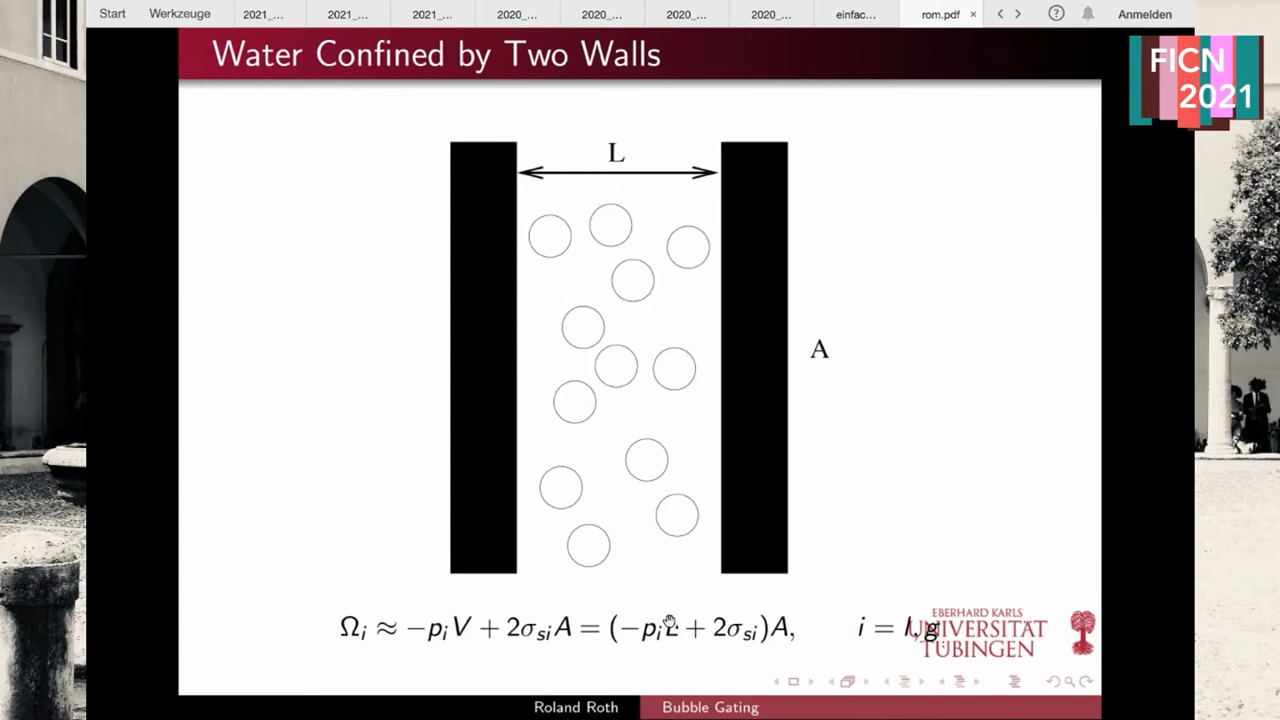 Start Werkzeuge 2021_... 2021_... 2021_... 2020_... 2020_... 2020_... 2020_... einfac... rom.pdf × ? Anmelden
Water Confined by Two Walls
FICN
2021
L
A
Ωᵢ ≈ −pᵢV + 2σₛᵢA = (−pᵢL + 2σₛᵢ)A, i = l, g
EBERHARD KARLS
UNIVERSITÄT
TÜBINGEN
Roland Roth Bubble Gating